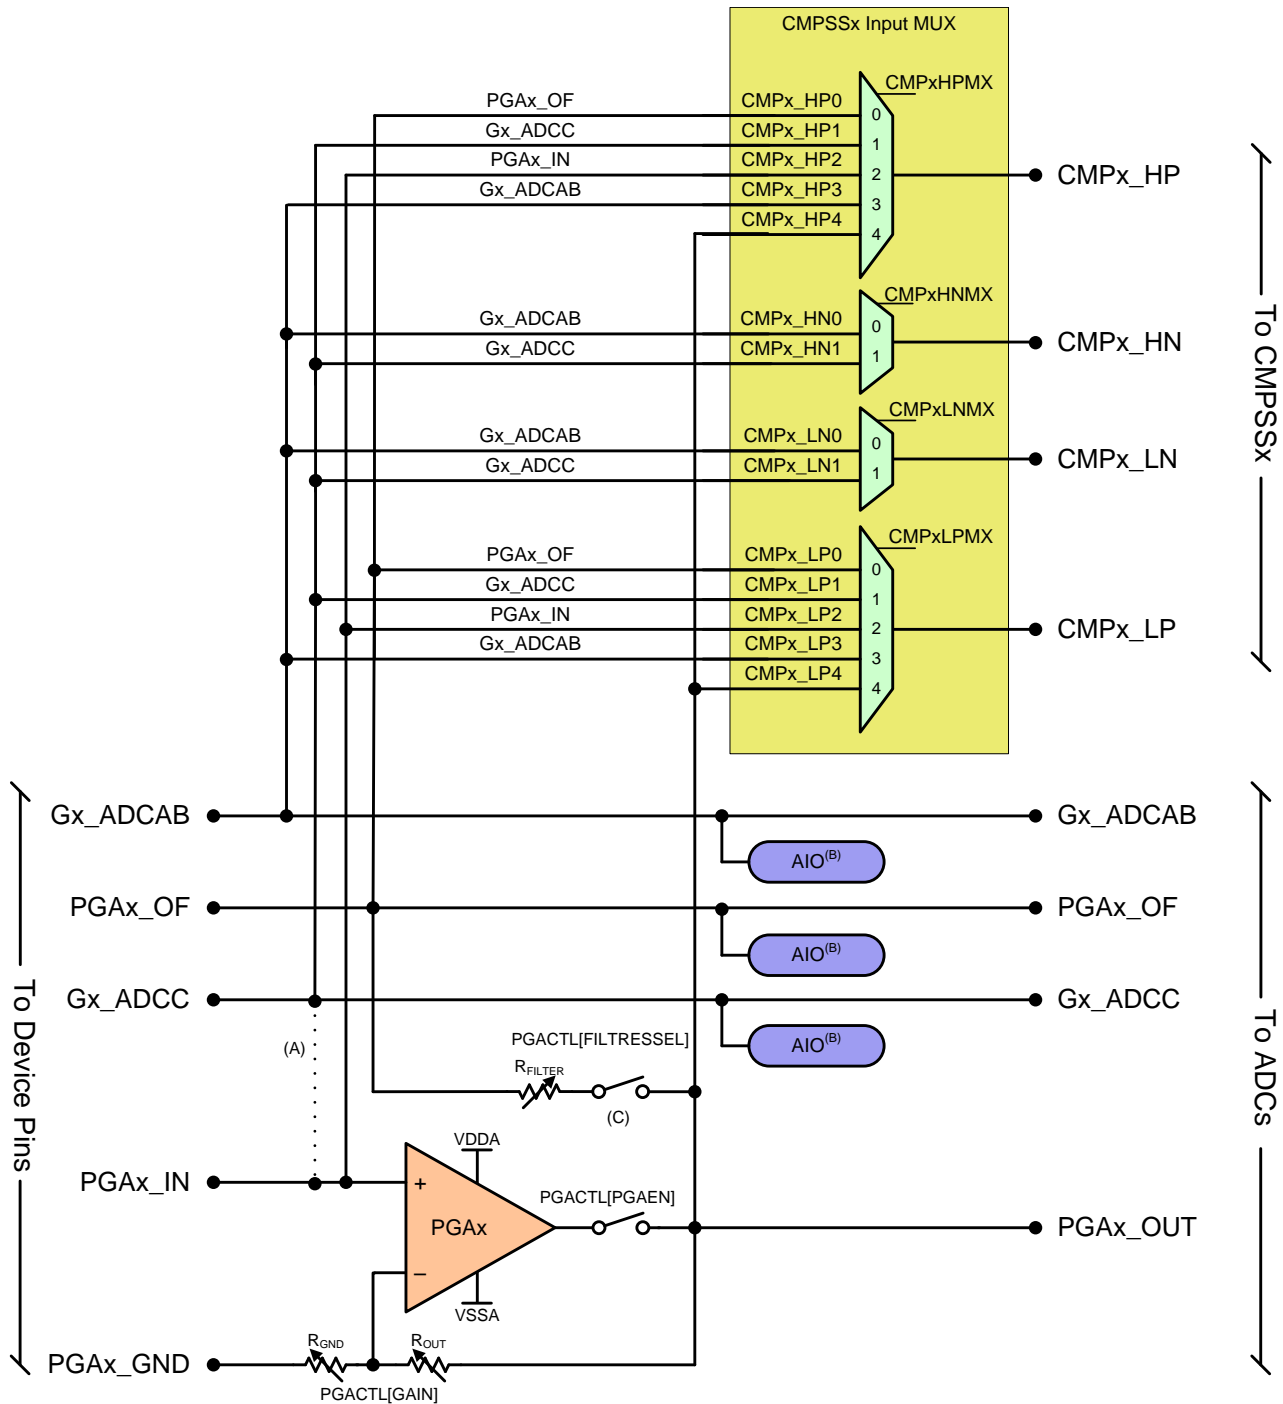 CMPSSx Input MUX
CMPxHPMX
PGAx_OF
CMPx_HP0
0
Gx_ADCC
CMPx_HP1
1
PGAx_IN
CMPx_HP2
2
CMPx_HP
Gx_ADCAB
CMPx_HP3
3
CMPx_HP4
4
CMPxHNMX
Gx_ADCAB
CMPx_HN0
0
Gx_ADCC
CMPx_HN1
1
CMPx_HN
CMPxLNMX
Gx_ADCAB
CMPx_LN0
0
Gx_ADCC
CMPx_LN1
1
CMPx_LN
CMPxLPMX
PGAx_OF
CMPx_LP0
0
Gx_ADCC
CMPx_LP1
1
PGAx_IN
CMPx_LP2
2
CMPx_LP
Gx_ADCAB
CMPx_LP3
3
CMPx_LP4
4
To CMPSSx
Gx_ADCAB
Gx_ADCAB
AIO(B)
PGAx_OF
PGAx_OF
AIO(B)
Gx_ADCC
Gx_ADCC
AIO(B)
To Device Pins
To ADCs
(A)
PGACTL[FILTRESSEL]
RFILTER
(C)
VDDA
PGAx_IN
+
PGACTL[PGAEN]
PGAx
PGAx_OUT
−
VSSA
RGND
ROUT
PGAx_GND
PGACTL[GAIN]